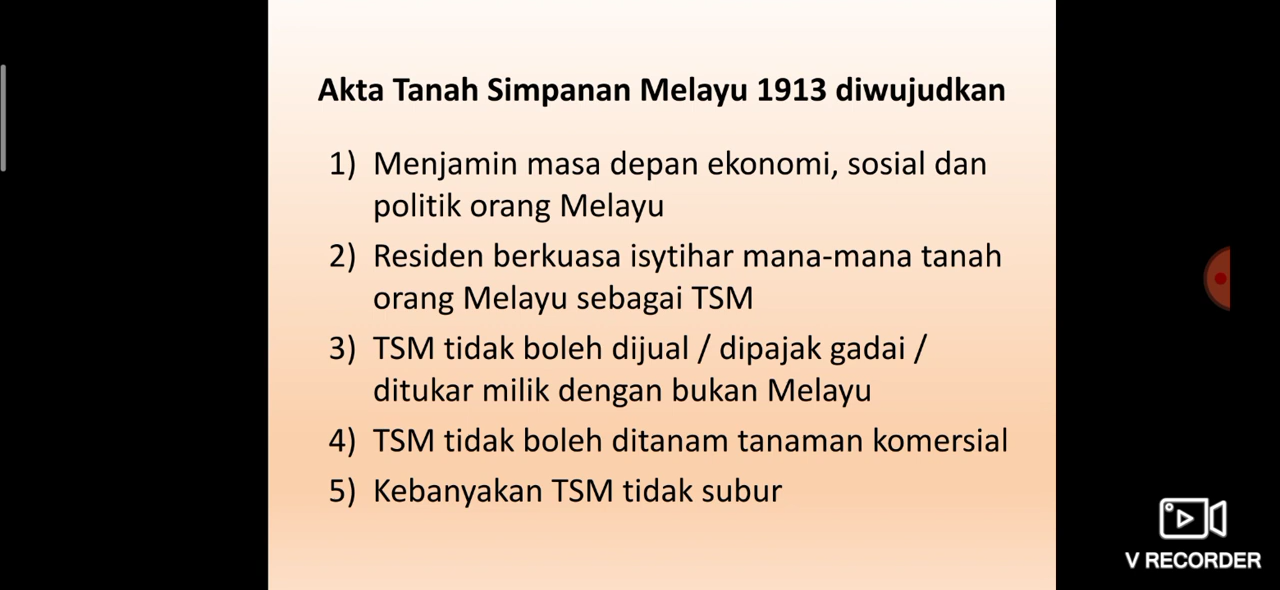 Akta Tanah Simpanan Melayu 1913 diwujudkan
1) Menjamin masa depan ekonomi, sosial dan
politik orang Melayu
2) Residen berkuasa isytihar mana-mana tanah
orang Melayu sebagai TSM
3) TSM tidak boleh dijual / dipajak gadai /
ditukar milik dengan bukan Melayu
4) TSM tidak boleh ditanam tanaman komersial
5) Kebanyakan TSM tidak subur
V RECORDER